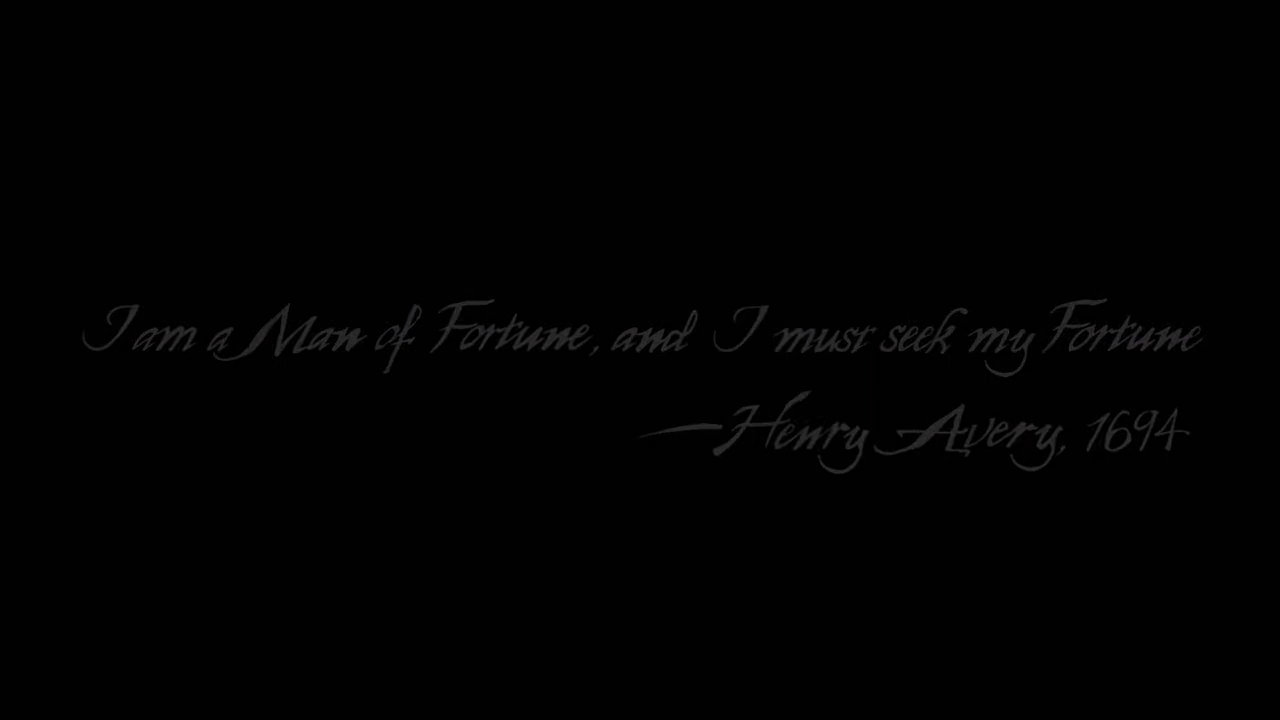 I am a Man of Fortune, and I must seek my Fortune
—Henry Avery, 1694